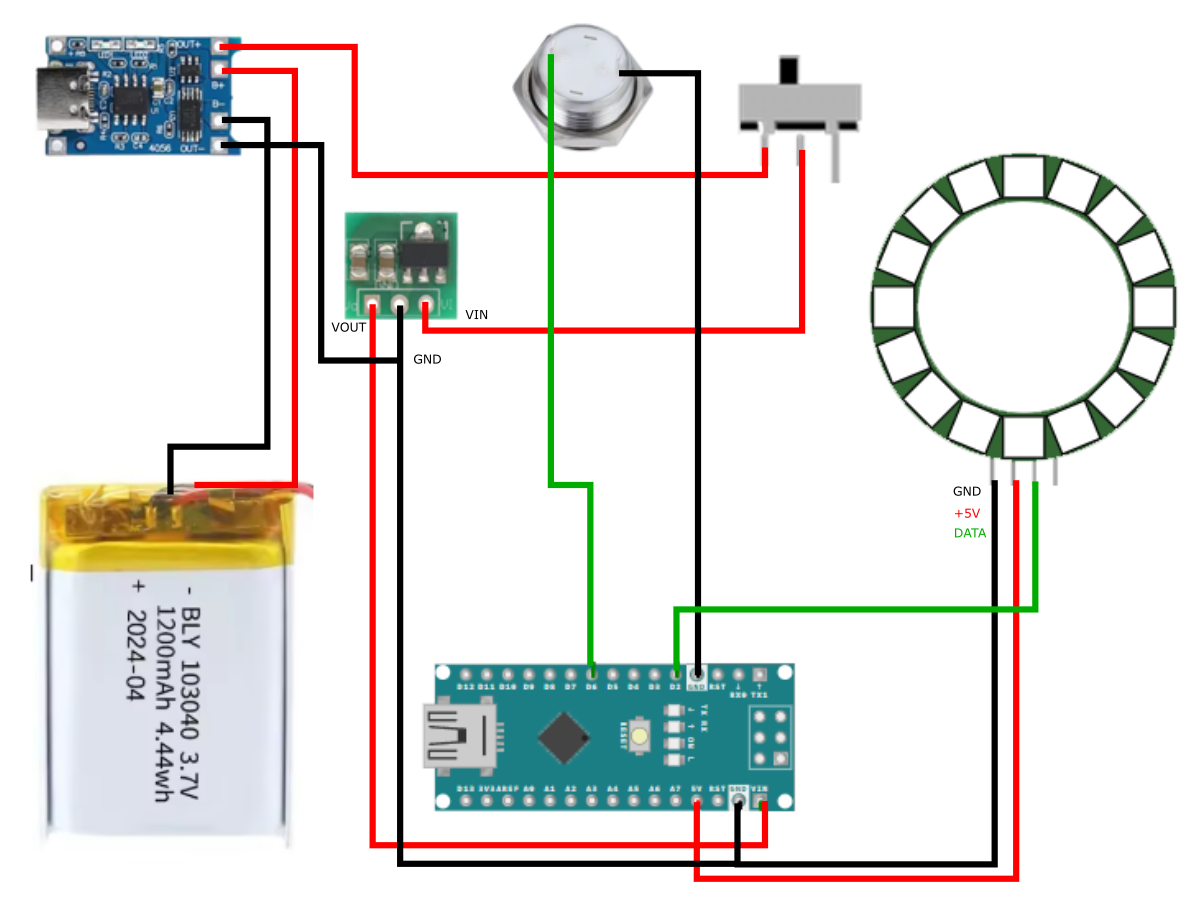 OUT+
B+
B-
OUT-
4056
R3
C4
VOUT
VIN
GND
GND
+5V
DATA
- BLY 103040 3.7V
1200mAh 4.44wh
+ 2024-04
D12 D11 D10 D9 D8 D7 D6 D5 D4 D3 D2 GND RST RX0 TX1
TX RX
ON
L
RESET
D13 3V3 AREF A0 A1 A2 A3 A4 A5 A6 A7 5V RST GND VIN